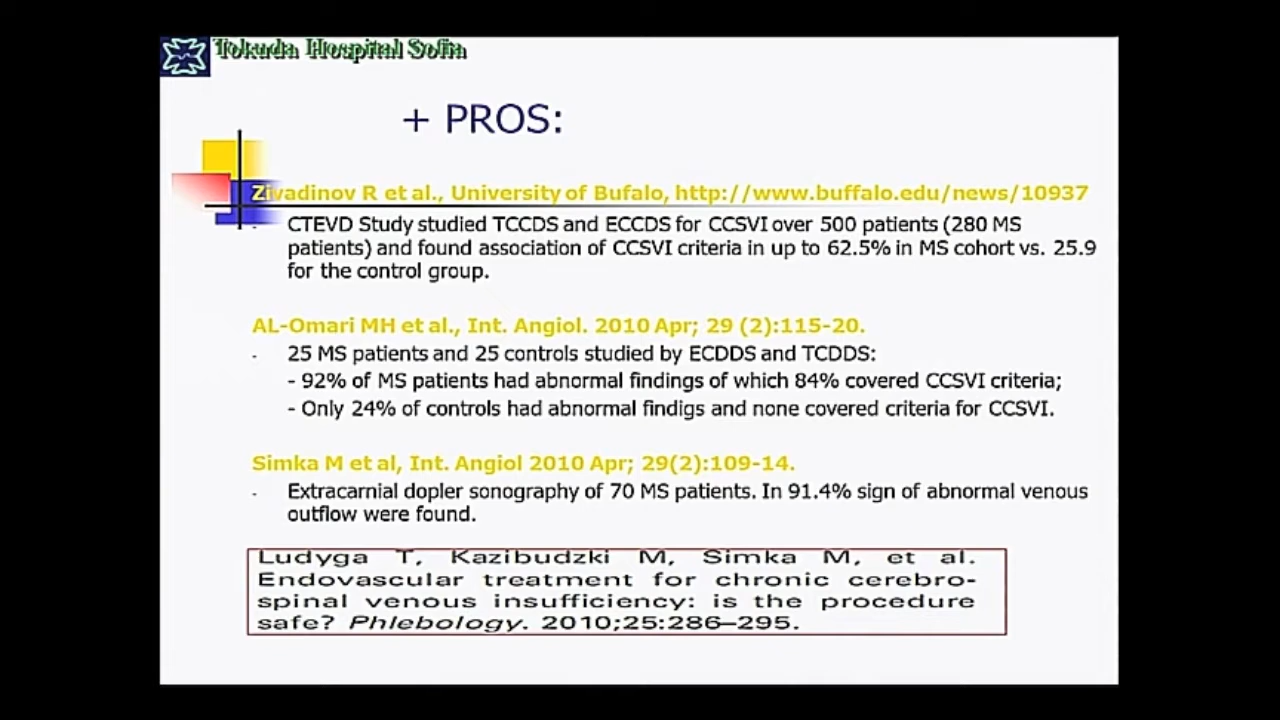 Tokuda Hospital Sofia
+ PROS:
Zivadinov R et al., University of Bufalo, http://www.buffalo.edu/news/10937
- CTEVD Study studied TCCDS and ECCDS for CCSVI over 500 patients (280 MS
patients) and found association of CCSVI criteria in up to 62.5% in MS cohort vs. 25.9
for the control group.
AL-Omari MH et al., Int. Angiol. 2010 Apr; 29 (2):115-20.
- 25 MS patients and 25 controls studied by ECDDS and TCDDS:
- 92% of MS patients had abnormal findings of which 84% covered CCSVI criteria;
- Only 24% of controls had abnormal findigs and none covered criteria for CCSVI.
Simka M et al, Int. Angiol 2010 Apr; 29(2):109-14.
- Extracarnial dopler sonography of 70 MS patients. In 91.4% sign of abnormal venous
outflow were found.
Ludyga T, Kazibudzki M, Simka M, et al.
Endovascular treatment for chronic cerebro-
spinal venous insufficiency: is the procedure
safe? Phlebology. 2010;25:286–295.